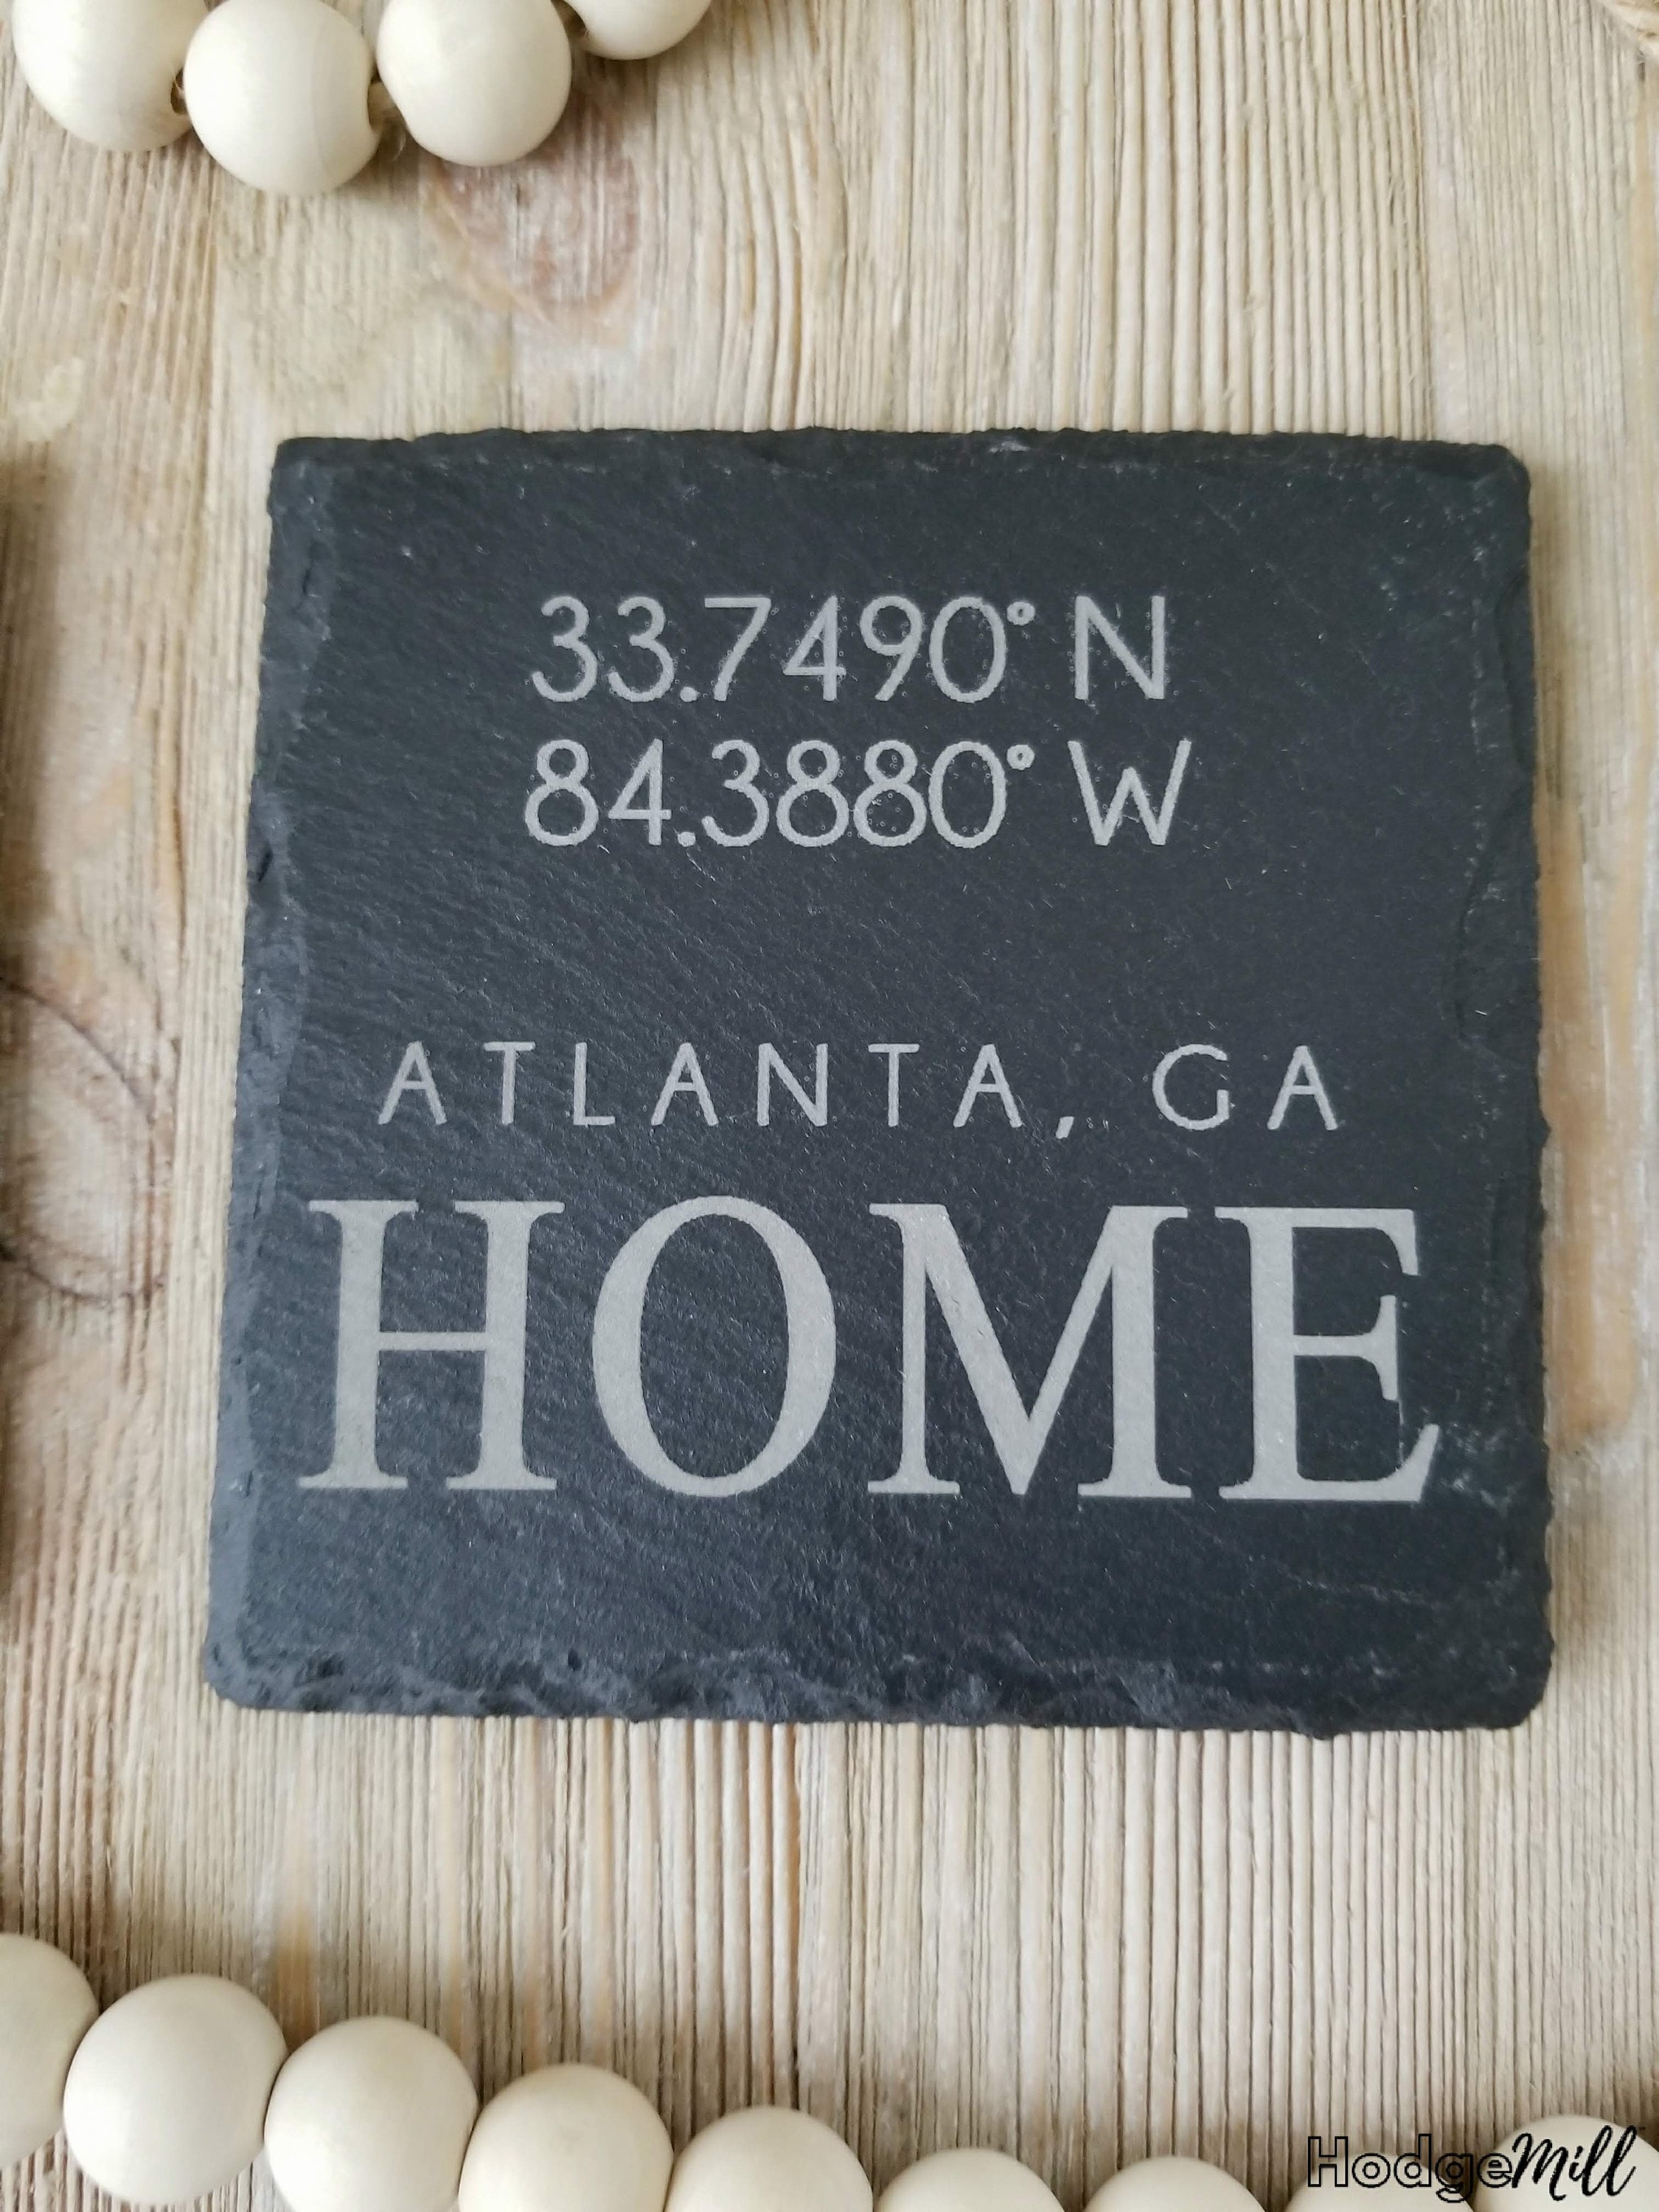 33.7490° N
84.3880° W
ATLANTA, GA
HOME
HodgeMill